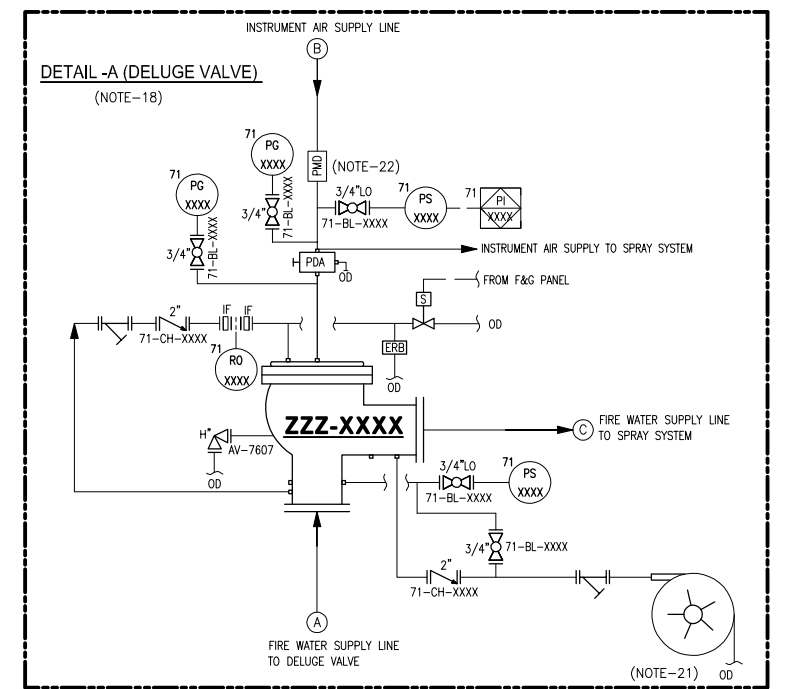 INSTRUMENT AIR SUPPLY LINE
B
DETAIL -A (DELUGE VALVE)
(NOTE-18)
71
PG
XXXX
3/4"
71-BL-XXXX
71
PG
XXXX
3/4"
71-BL-XXXX
PMD
(NOTE-22)
3/4"LO
71-BL-XXXX
71
PS
XXXX
71
PI
XXXX
INSTRUMENT AIR SUPPLY TO SPRAY SYSTEM
PDA
OD
FROM F&G PANEL
S
OD
ERB
OD
2"
71-CH-XXXX
IF
IF
71
RO
XXXX
ZZZ-XXXX
H"
AV-7607
OD
C
FIRE WATER SUPPLY LINE
TO SPRAY SYSTEM
3/4"LO
71-BL-XXXX
71
PS
XXXX
3/4"
71-BL-XXXX
2"
71-CH-XXXX
A
FIRE WATER SUPPLY LINE
TO DELUGE VALVE
(NOTE-21)
OD